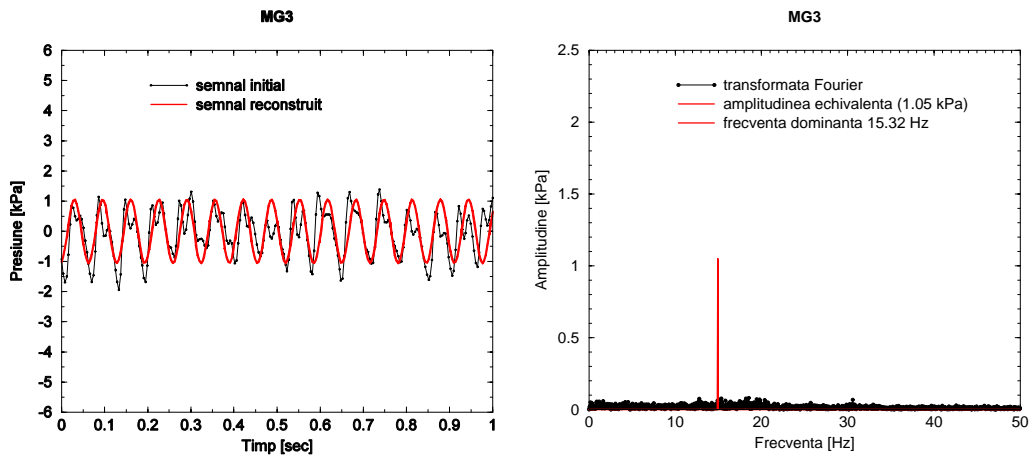 MG3
6
5
4
3
2
1
0
-1
-2
-3
-4
-5
-6
Presiune [kPa]
semnal initial
semnal reconstruit
0 0.1 0.2 0.3 0.4 0.5 0.6 0.7 0.8 0.9 1
Timp [sec]
MG3
2.5
2
1.5
1
0.5
0
Amplitudine [kPa]
transformata Fourier
amplitudinea echivalenta (1.05 kPa)
frecventa dominanta 15.32 Hz
0 10 20 30 40 50
Frecventa [Hz]